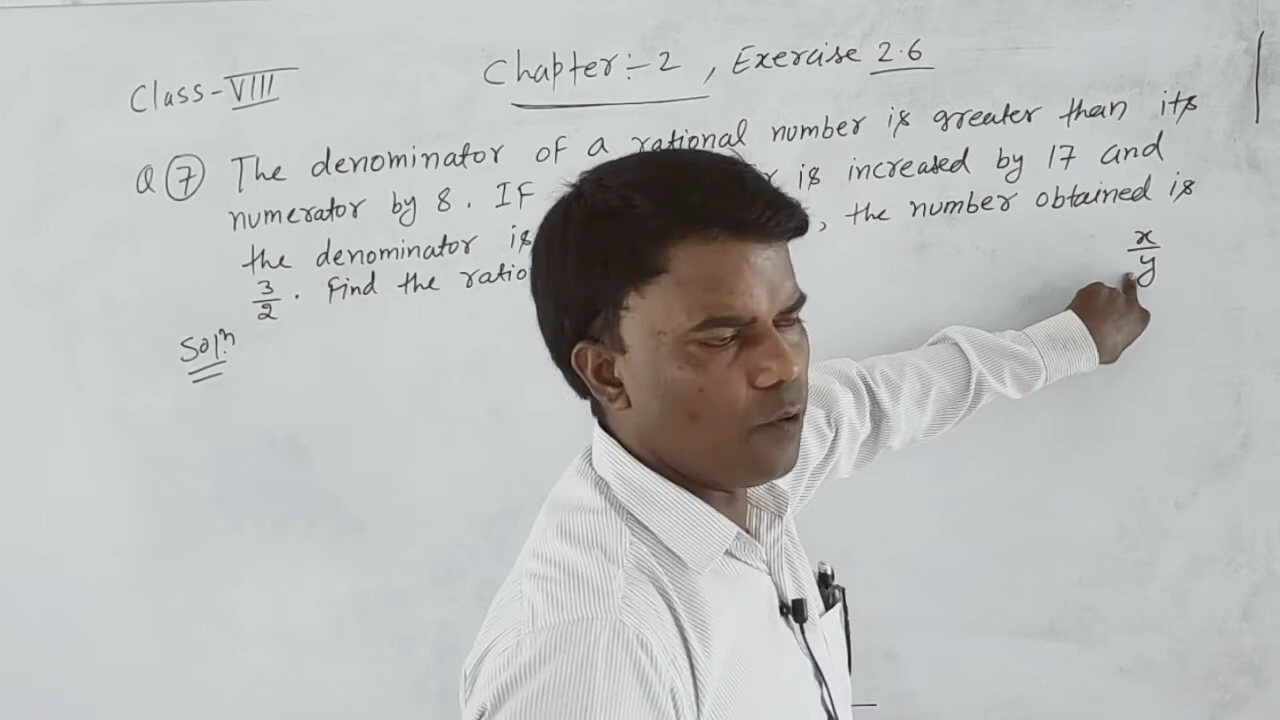 Class-VIII
Chapter:-2, Exercise 2.6
Q 7 The denominator of a rational number is greater than its
numerator by 8. IF is increased by 17 and
the denominator is , the number obtained is
3/2. Find the
x/y
Soln